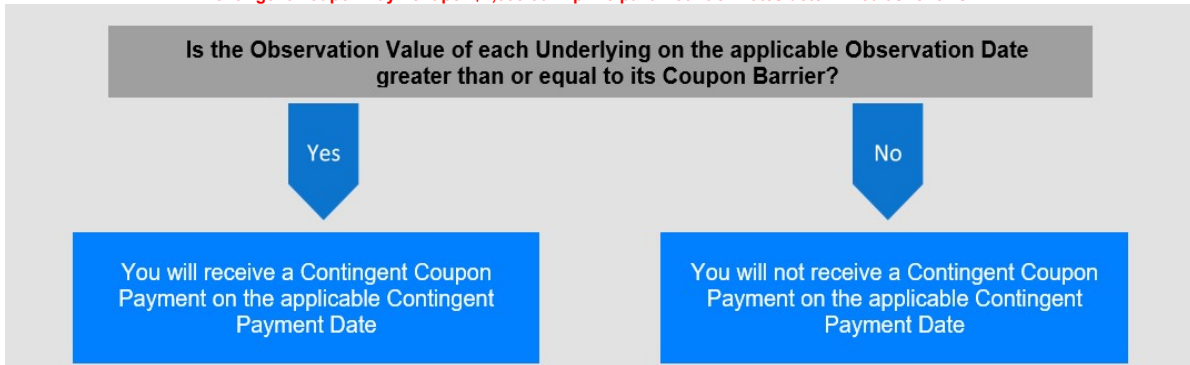 Is the Observation Value of each Underlying on the applicable Observation Date
greater than or equal to its Coupon Barrier?
Yes
No
You will receive a Contingent Coupon
Payment on the applicable Contingent
Payment Date
You will not receive a Contingent Coupon
Payment on the applicable Contingent
Payment Date